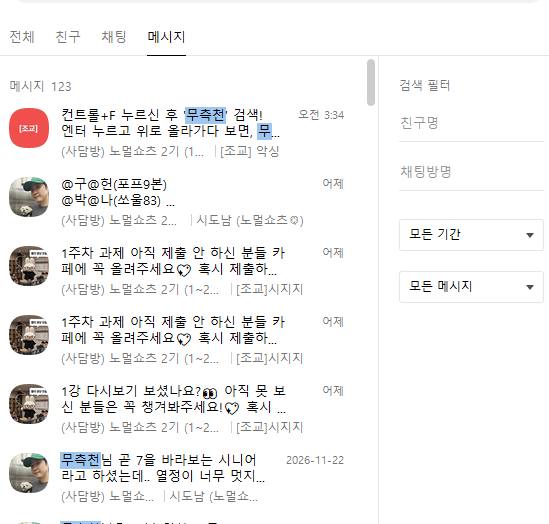 전체 친구 채팅 메시지
메시지 123
검색 필터
친구명
채팅방명
모든 기간
모든 메시지
[조교]
컨트롤+F 누르신 후 '무측천' 검색! 오전 3:34
엔터 누르고 위로 올라가다 보면, 무...
(사담방) 노멀쇼츠 2기 (1... | [조교] 악싱
@구@헌(포프9본) 어제
@박@나(쏘울83) ...
(사담방) 노멀쇼츠 2... | 시도남 (노멀쇼츠©)
1주차 과제 아직 제출 안 하신 분들 카 어제
페에 꼭 올려주세요 혹시 제출하...
(사담방) 노멀쇼츠 2기 (1~2... | [조교]시지지
1주차 과제 아직 제출 안 하신 분들 카 어제
페에 꼭 올려주세요 혹시 제출하...
(사담방) 노멀쇼츠 2기 (1~2... | [조교]시지지
1강 다시보기 보셨나요? 아직 못 보 어제
신 분들은 꼭 챙겨봐주세요! 혹시 ...
(사담방) 노멀쇼츠 2기 (1~2... | [조교]시지지
무측천님 곧 7을 바라보는 시니어 2026-11-22
라고 하셨는데.. 열정이 너무 멋지...
(사담방) 노멀쇼... | 시도남 (노멀쇼...